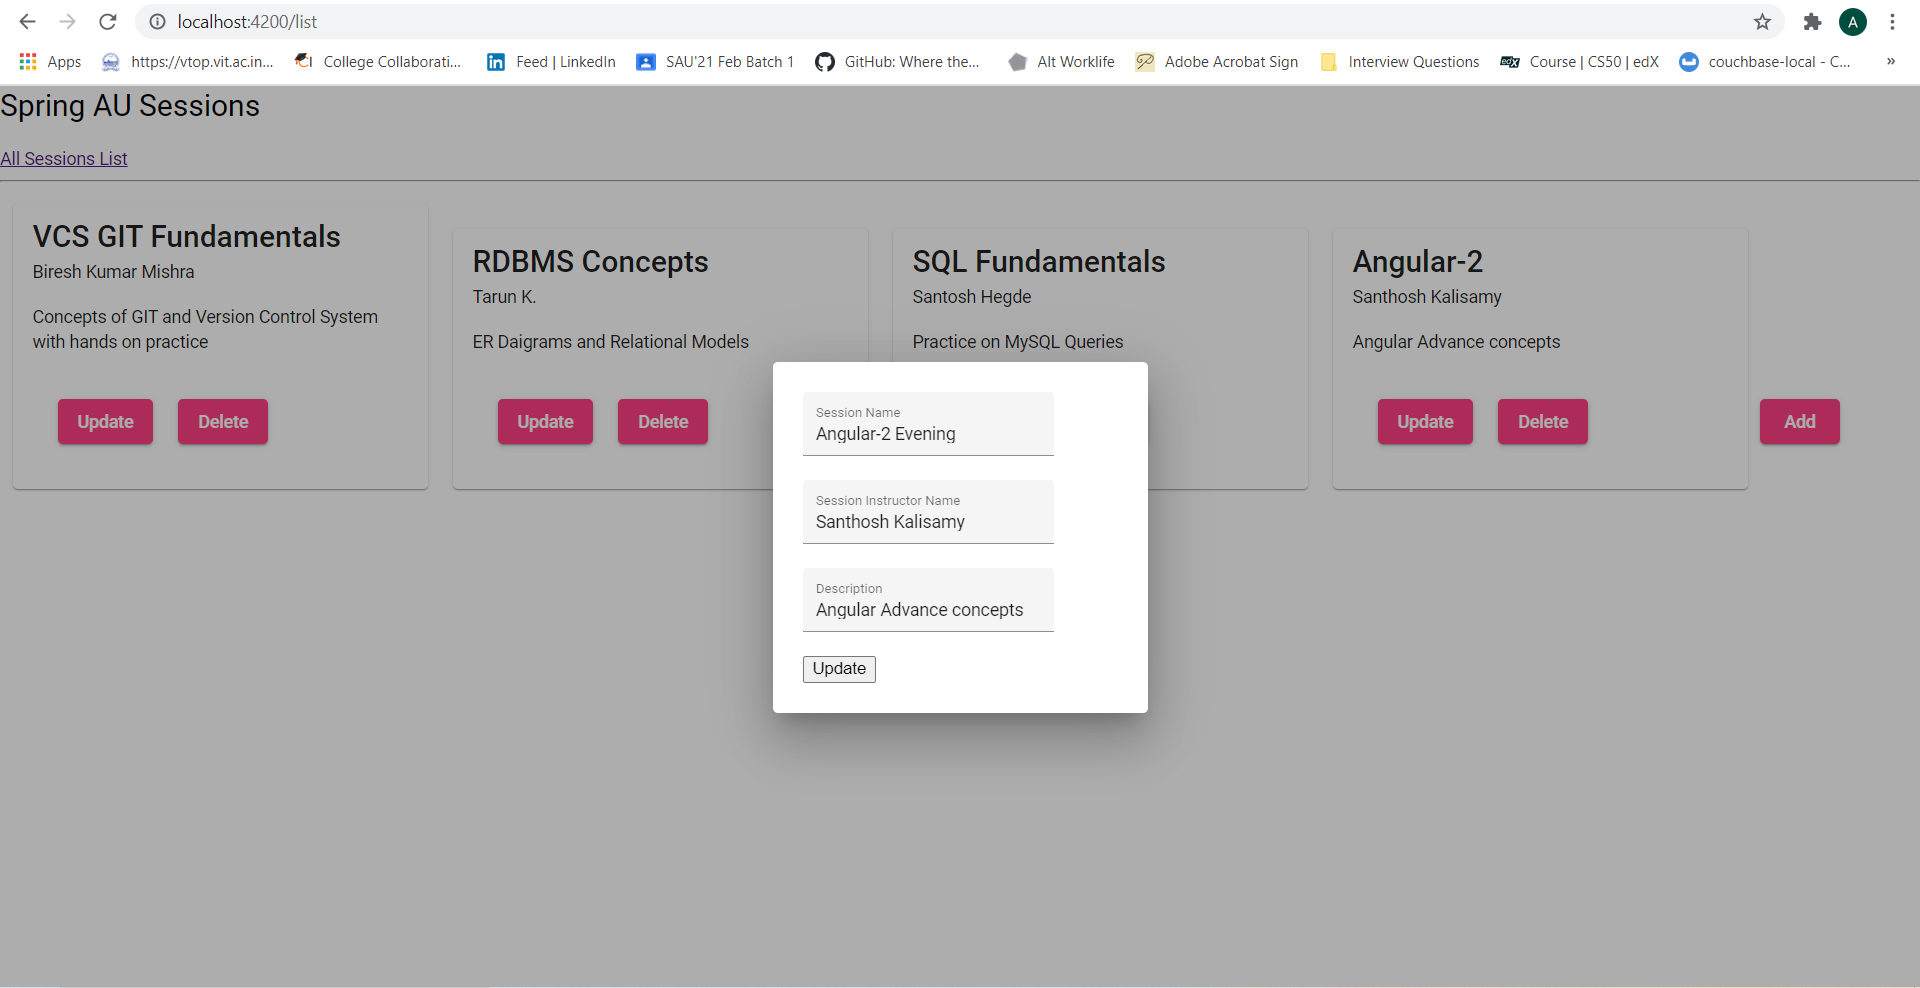 localhost:4200/list
Apps https://vtop.vit.ac.in... College Collaborati... Feed | LinkedIn SAU'21 Feb Batch 1 GitHub: Where the... Alt Worklife Adobe Acrobat Sign Interview Questions edX Course | CS50 | edX couchbase-local - C... »
A
Spring AU Sessions
All Sessions List
VCS GIT Fundamentals
Biresh Kumar Mishra
Concepts of GIT and Version Control System
with hands on practice
Update Delete
RDBMS Concepts
Tarun K.
ER Daigrams and Relational Models
Update Delete
SQL Fundamentals
Santosh Hegde
Practice on MySQL Queries
Angular-2
Santhosh Kalisamy
Angular Advance concepts
Update Delete
Add
Session Name
Angular-2 Evening
Session Instructor Name
Santhosh Kalisamy
Description
Angular Advance concepts
Update